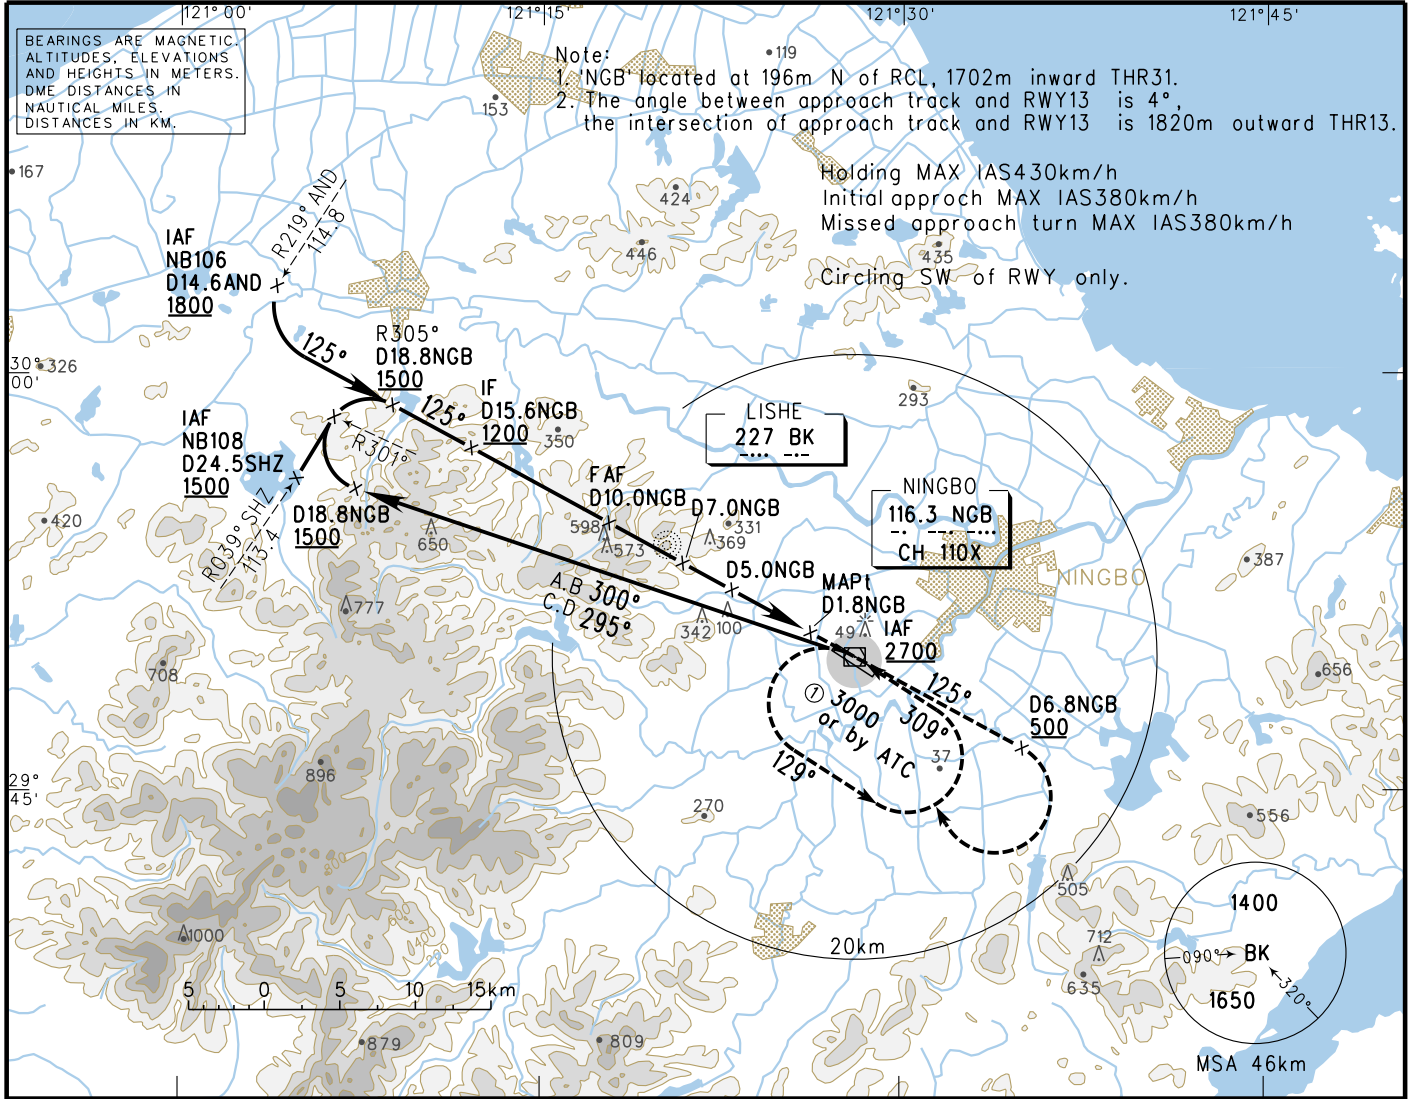 121°00'
121°15'
121°30'
121°45'
BEARINGS ARE MAGNETIC.
ALTITUDES, ELEVATIONS
AND HEIGHTS IN METERS.
DME DISTANCES IN
NAUTICAL MILES.
DISTANCES IN KM.
119
153
167
Note:
1. 'NGB' located at 196m N of RCL, 1702m inward THR31.
2. The angle between approach track and RWY13 is 4°,
the intersection of approach track and RWY13 is 1820m outward THR13.
Holding MAX IAS430km/h
Initial approch MAX IAS380km/h
Missed approach turn MAX IAS380km/h
Circling SW of RWY only.
424
446
435
R219° AND
114.8
IAF
NB106
D14.6AND
1800
125°
R305°
D18.8NGB
1500
30°
00'
326
IF
D15.6NGB
1200
125°
350
293
LISHE
227 BK
IAF
NB108
D24.5SHZ
1500
R301°
R039° SHZ
113.4
D18.8NGB
1500
420
650
FAF
D10.0NGB
598
573
D7.0NGB
331
369
NINGBO
116.3 NGB
CH 110X
NINGBO
387
D5.0NGB
A.B 300°
C.D 295°
342
100
MAPt
D1.8NGB
497
IAF
2700
777
708
656
125°
D6.8NGB
500
1
3000
or by ATC
309°
129°
37
896
29°
45'
270
556
505
800
600
400
200
1000
712
635
20km
1400
090°
BK
320°
1650
MSA 46km
5 0 5 10 15km
879
809